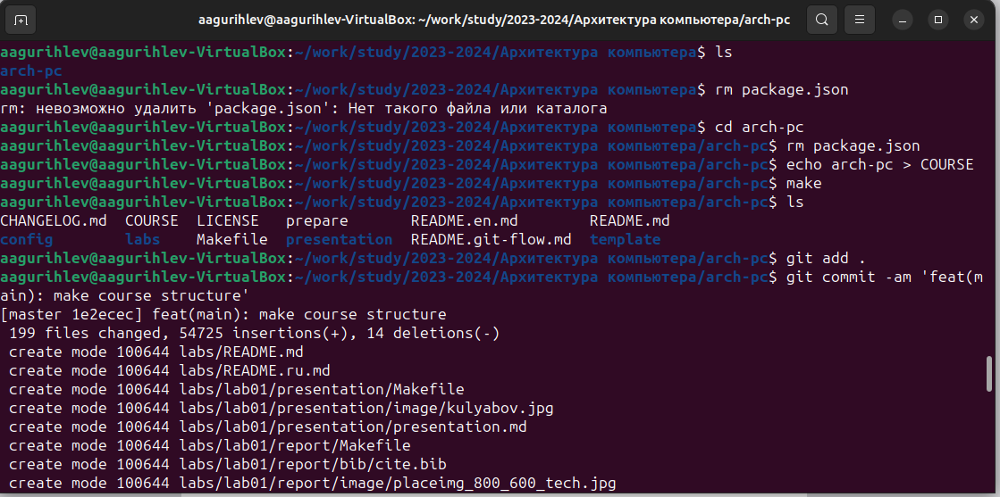 aagurihlev@aagurihlev-VirtualBox: ~/work/study/2023-2024/Архитектура компьютера/arch-pc
aagurihlev@aagurihlev-VirtualBox:~/work/study/2023-2024/Архитектура компьютера$ ls
arch-pc
aagurihlev@aagurihlev-VirtualBox:~/work/study/2023-2024/Архитектура компьютера$ rm package.json
rm: невозможно удалить 'package.json': Нет такого файла или каталога
aagurihlev@aagurihlev-VirtualBox:~/work/study/2023-2024/Архитектура компьютера$ cd arch-pc
aagurihlev@aagurihlev-VirtualBox:~/work/study/2023-2024/Архитектура компьютера/arch-pc$ rm package.json
aagurihlev@aagurihlev-VirtualBox:~/work/study/2023-2024/Архитектура компьютера/arch-pc$ echo arch-pc > COURSE
aagurihlev@aagurihlev-VirtualBox:~/work/study/2023-2024/Архитектура компьютера/arch-pc$ make
aagurihlev@aagurihlev-VirtualBox:~/work/study/2023-2024/Архитектура компьютера/arch-pc$ ls
CHANGELOG.md COURSE LICENSE prepare README.en.md README.md
config labs Makefile presentation README.git-flow.md template
aagurihlev@aagurihlev-VirtualBox:~/work/study/2023-2024/Архитектура компьютера/arch-pc$ git add .
aagurihlev@aagurihlev-VirtualBox:~/work/study/2023-2024/Архитектура компьютера/arch-pc$ git commit -am 'feat(m
ain): make course structure'
[master 1e2ecec] feat(main): make course structure
199 files changed, 54725 insertions(+), 14 deletions(-)
create mode 100644 labs/README.md
create mode 100644 labs/README.ru.md
create mode 100644 labs/lab01/presentation/Makefile
create mode 100644 labs/lab01/presentation/image/kulyabov.jpg
create mode 100644 labs/lab01/presentation/presentation.md
create mode 100644 labs/lab01/report/Makefile
create mode 100644 labs/lab01/report/bib/cite.bib
create mode 100644 labs/lab01/report/image/placeimg_800_600_tech.jpg